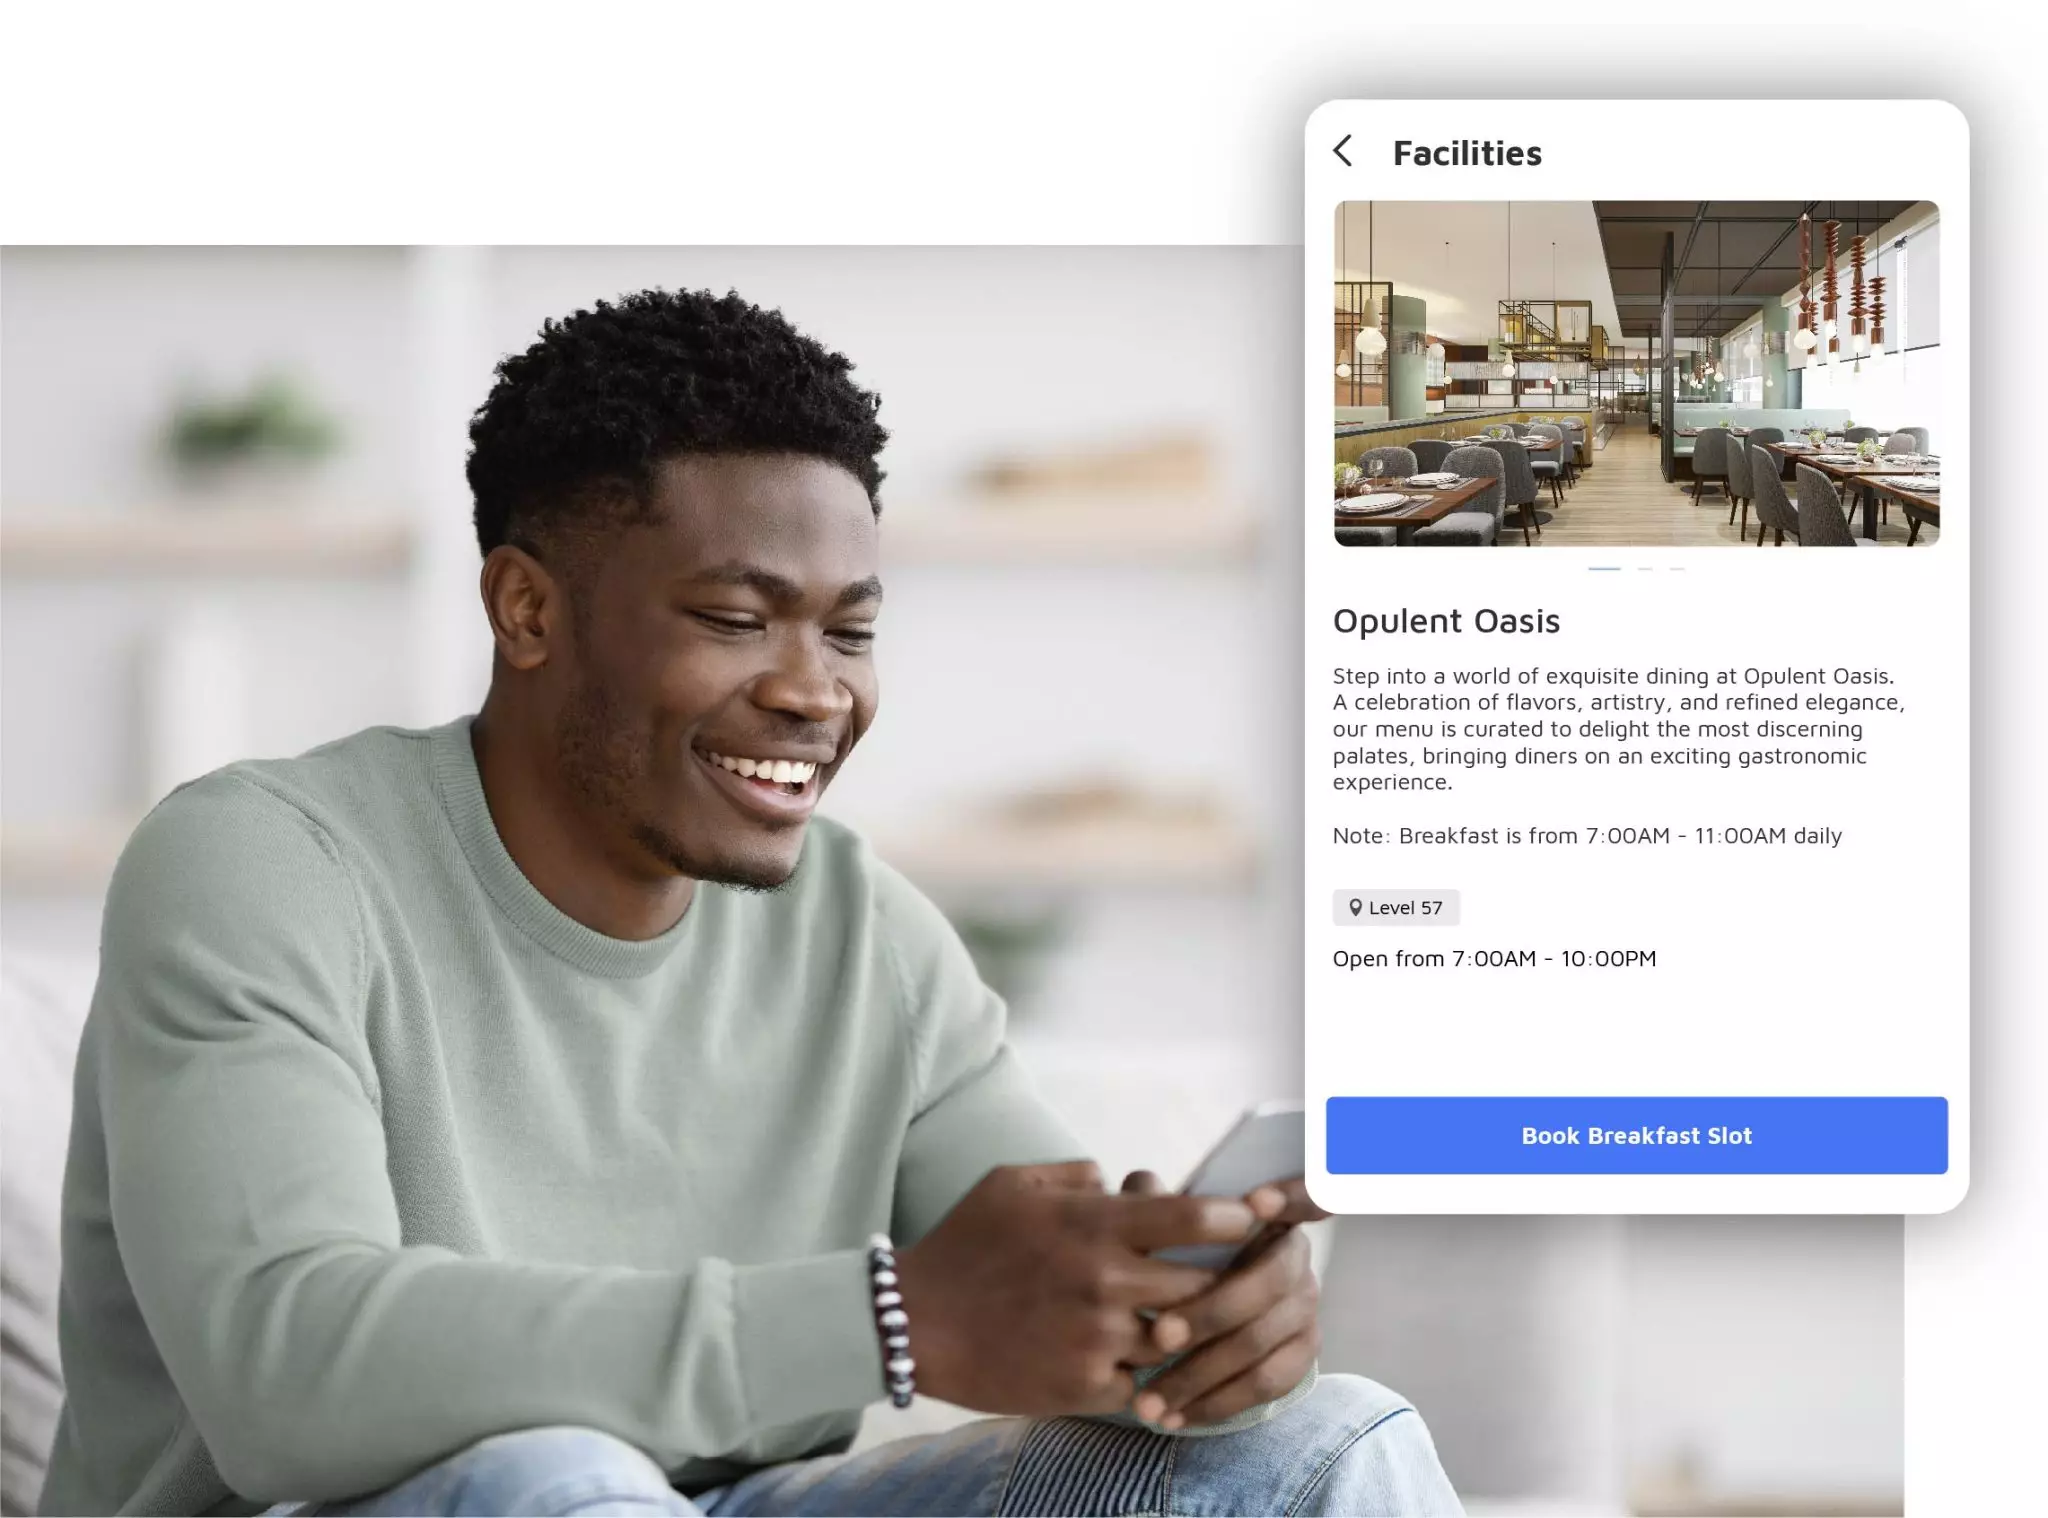 Facilities
Opulent Oasis
Step into a world of exquisite dining at Opulent Oasis.
A celebration of flavors, artistry, and refined elegance,
our menu is curated to delight the most discerning
palates, bringing diners on an exciting gastronomic
experience.
Note: Breakfast is from 7:00AM - 11:00AM daily
Level 57
Open from 7:00AM - 10:00PM
Book Breakfast Slot